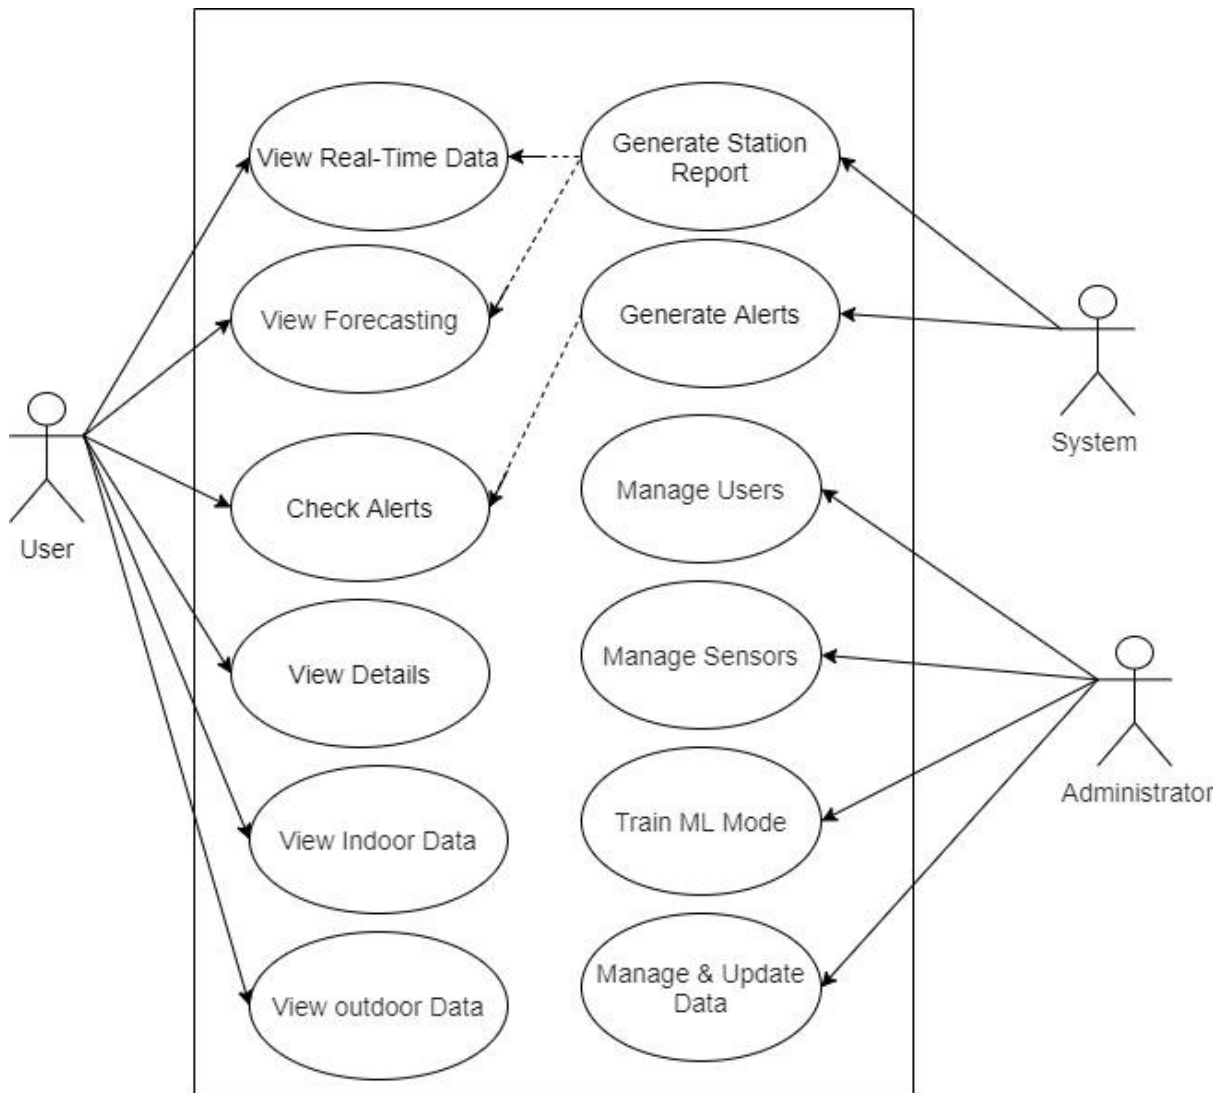 View Real-Time Data
Generate Station
Report
View Forecasting
Generate Alerts
System
User
Check Alerts
Manage Users
View Details
Manage Sensors
Administrator
View Indoor Data
Train ML Mode
View outdoor Data
Manage & Update
Data